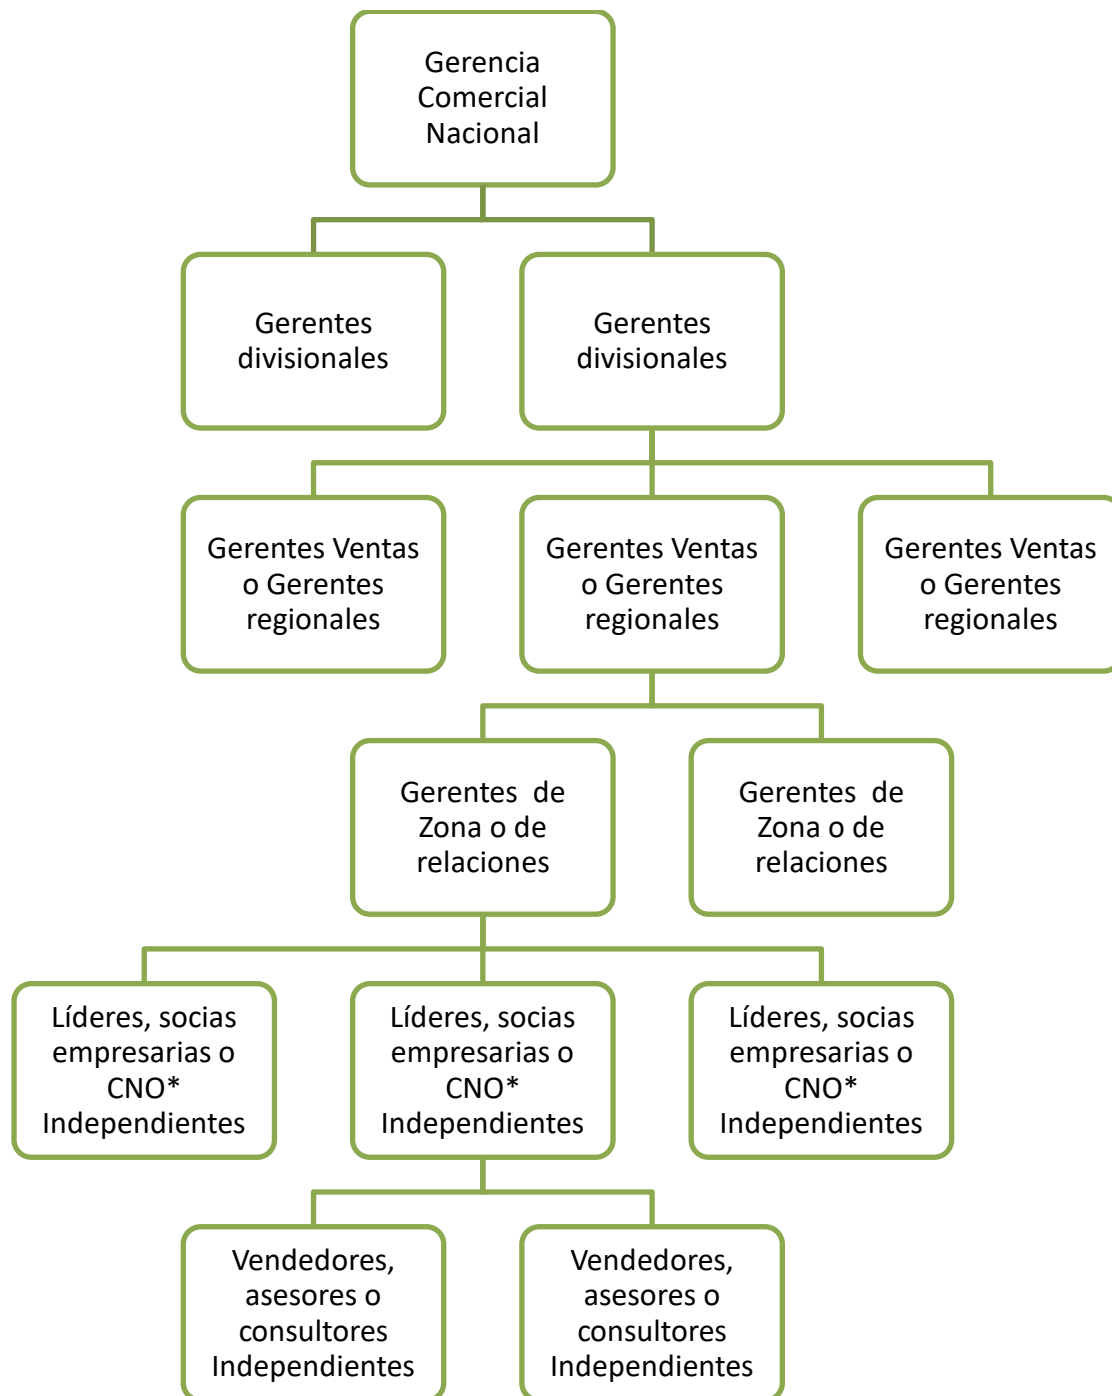 Gerencia
Comercial
Nacional
Gerentes
divisionales
Gerentes
divisionales
Gerentes Ventas
o Gerentes
regionales
Gerentes Ventas
o Gerentes
regionales
Gerentes Ventas
o Gerentes
regionales
Gerentes  de
Zona o de
relaciones
Gerentes  de
Zona o de
relaciones
Líderes, socias
empresarias o
CNO*
Independientes
Líderes, socias
empresarias o
CNO*
Independientes
Líderes, socias
empresarias o
CNO*
Independientes
Vendedores,
asesores o
consultores
Independientes
Vendedores,
asesores o
consultores
Independientes